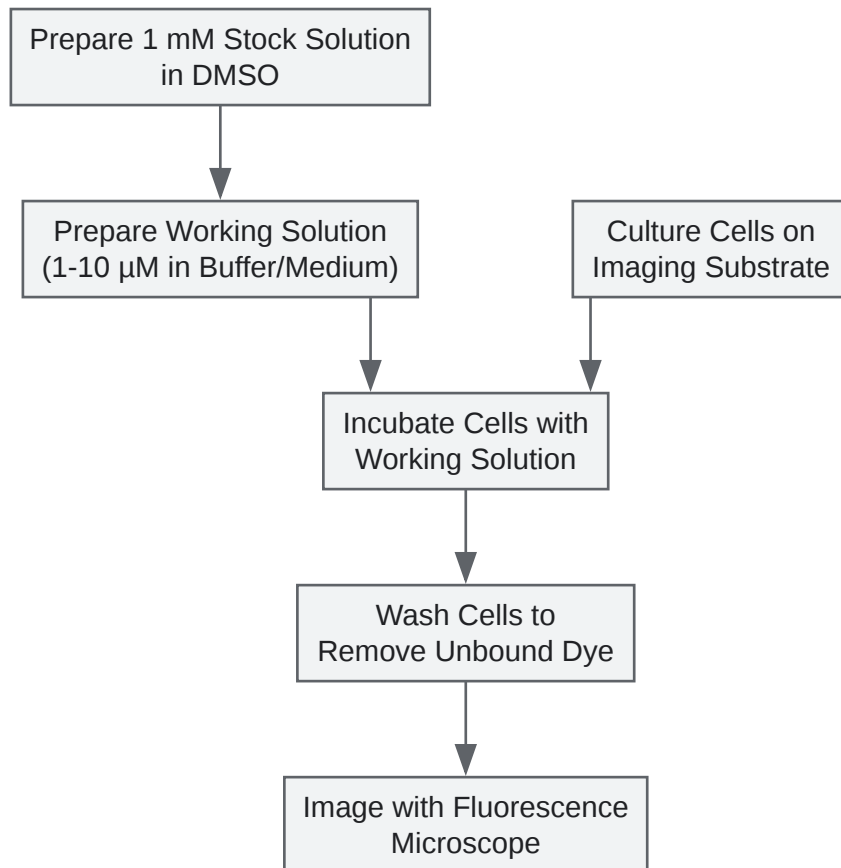 Prepare 1 mM Stock Solution
in DMSO
Prepare Working Solution
(1-10 µM in Buffer/Medium)
Culture Cells on
Imaging Substrate
Incubate Cells with
Working Solution
Wash Cells to
Remove Unbound Dye
Image with Fluorescence
Microscope